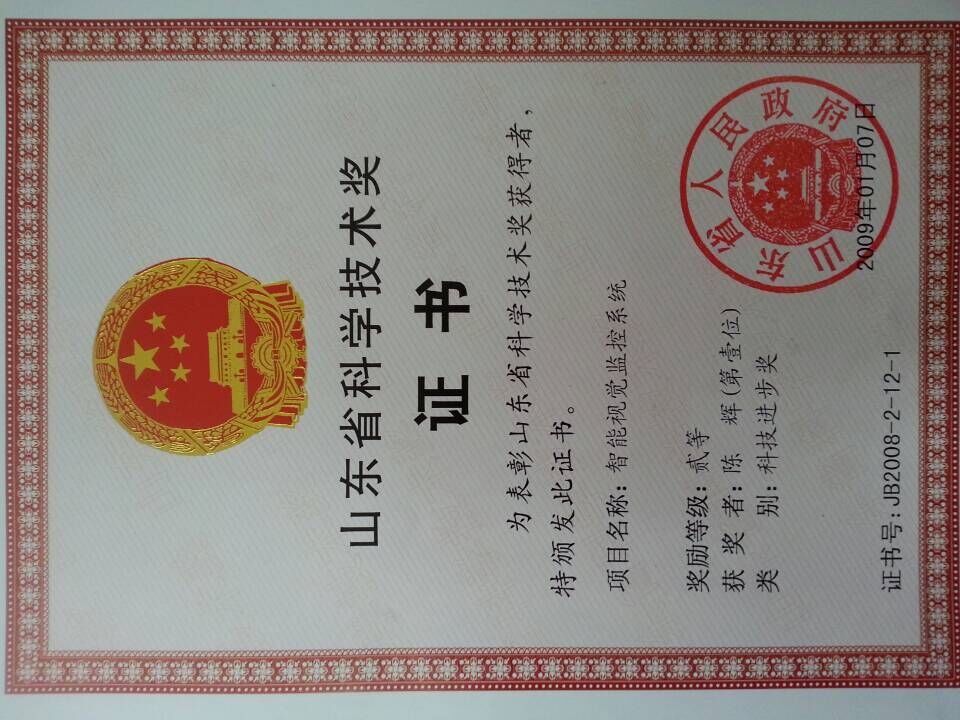 山东省科学技术奖
证书
为表彰山东省科学技术奖获得者，
特颁发此证书。
项目名称：智能视觉监控系统
奖励等级：贰等
获 奖 者：陈 辉(第壹位)
类 别：科技进步奖
山东省人民政府
2009年01月07日
证书号：JB2008-2-12-1